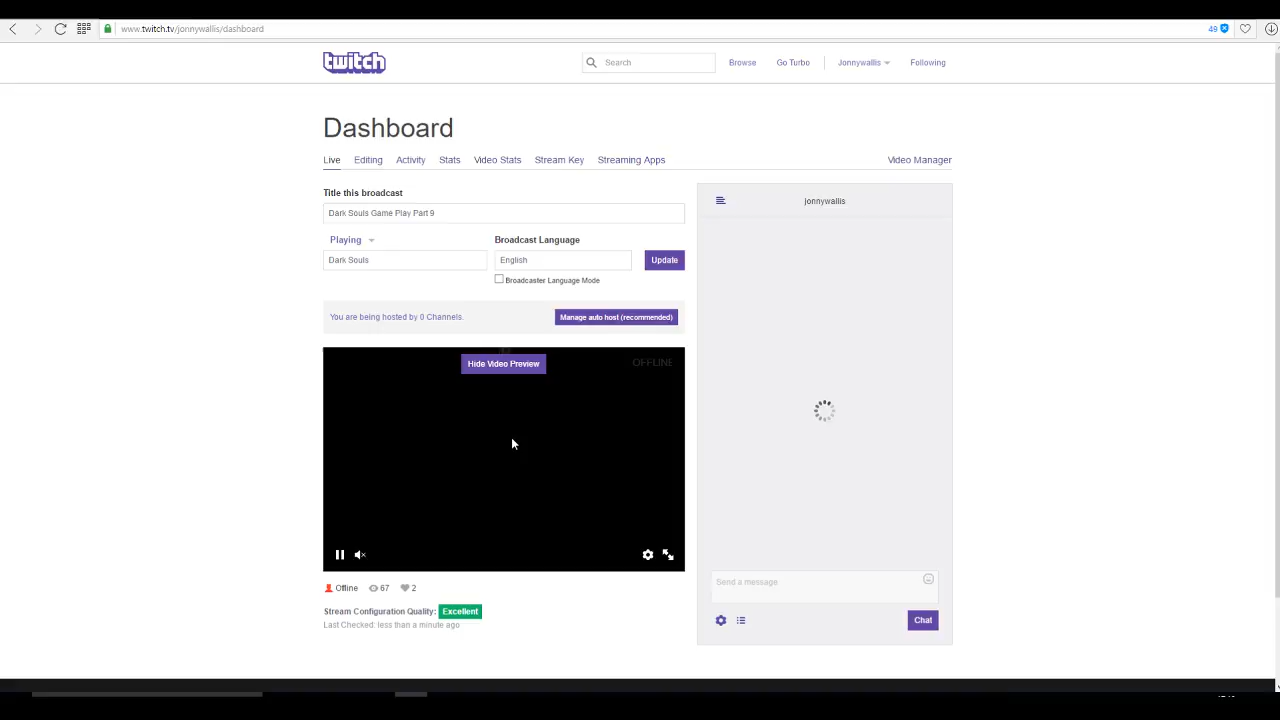 www.twitch.tv/jonnywallis/dashboard
49
twitch
Search
Browse
Go Turbo
Jonnywallis
Following
Dashboard
Live
Editing
Activity
Stats
Video Stats
Stream Key
Streaming Apps
Video Manager
Title this broadcast
Dark Souls Game Play Part 9
Playing
Broadcast Language
Dark Souls
English
Update
Broadcaster Language Mode
You are being hosted by 0 Channels.
Manage auto host (recommended)
Hide Video Preview
OFFLINE
Offline
67
2
Stream Configuration Quality: Excellent
Last Checked: less than a minute ago
jonnywallis
Send a message
Chat